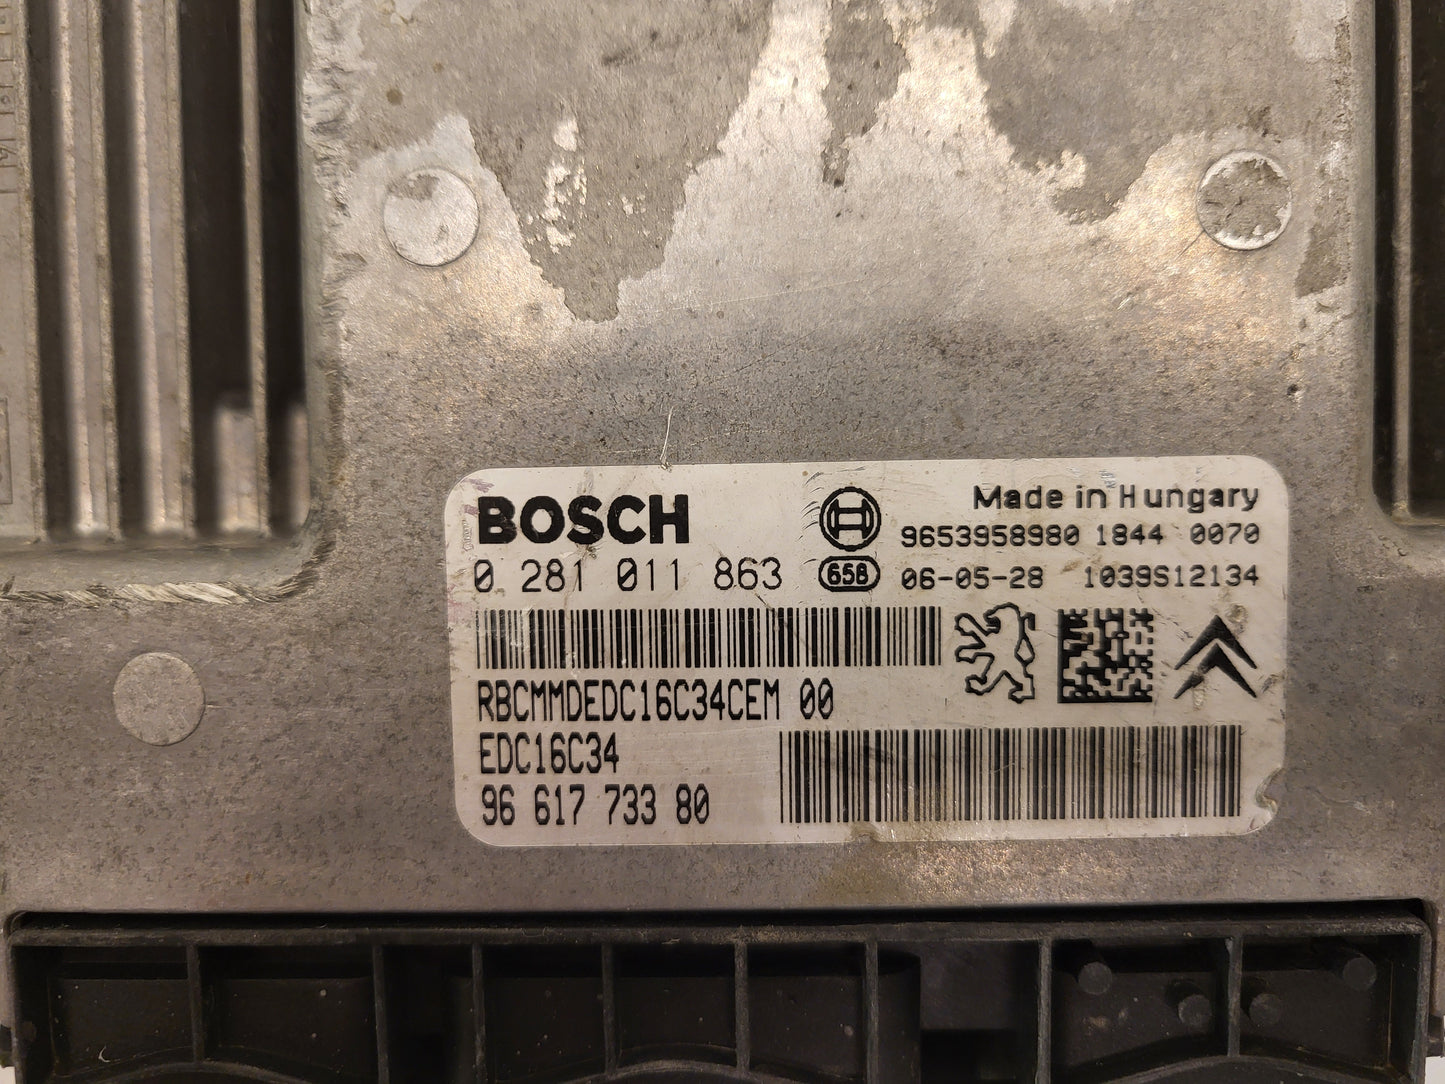 BOSCH
Made in Hungary
9653958980 1844 0070
0 281 011 863
658
06-05-28 1039S12134
RBCMMDEDC16C34CEM 00
EDC16C34
96 617 733 80